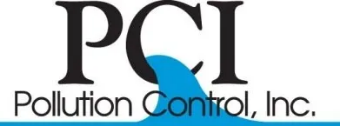 PCI
Pollution Control, Inc.